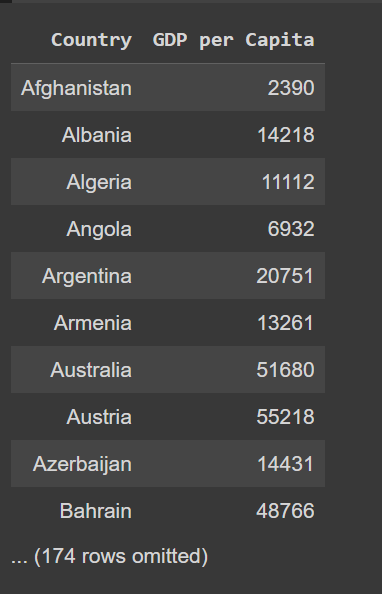 Country GDP per Capita
Afghanistan 2390
Albania 14218
Algeria 11112
Angola 6932
Argentina 20751
Armenia 13261
Australia 51680
Austria 55218
Azerbaijan 14431
Bahrain 48766
... (174 rows omitted)